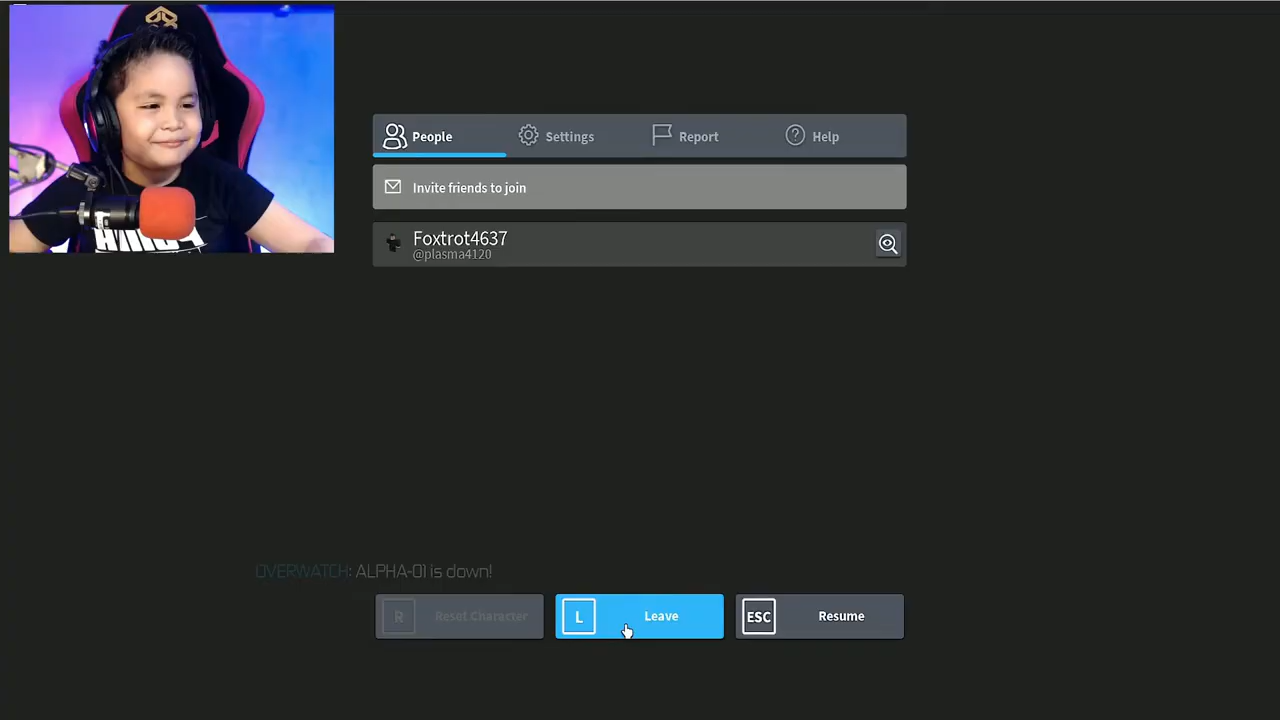 People
Settings
Report
Help
Invite friends to join
Foxtrot4637
@plasma4120
OVERWATCH: ALPHA-01 is down!
R
Reset Character
L
Leave
ESC
Resume